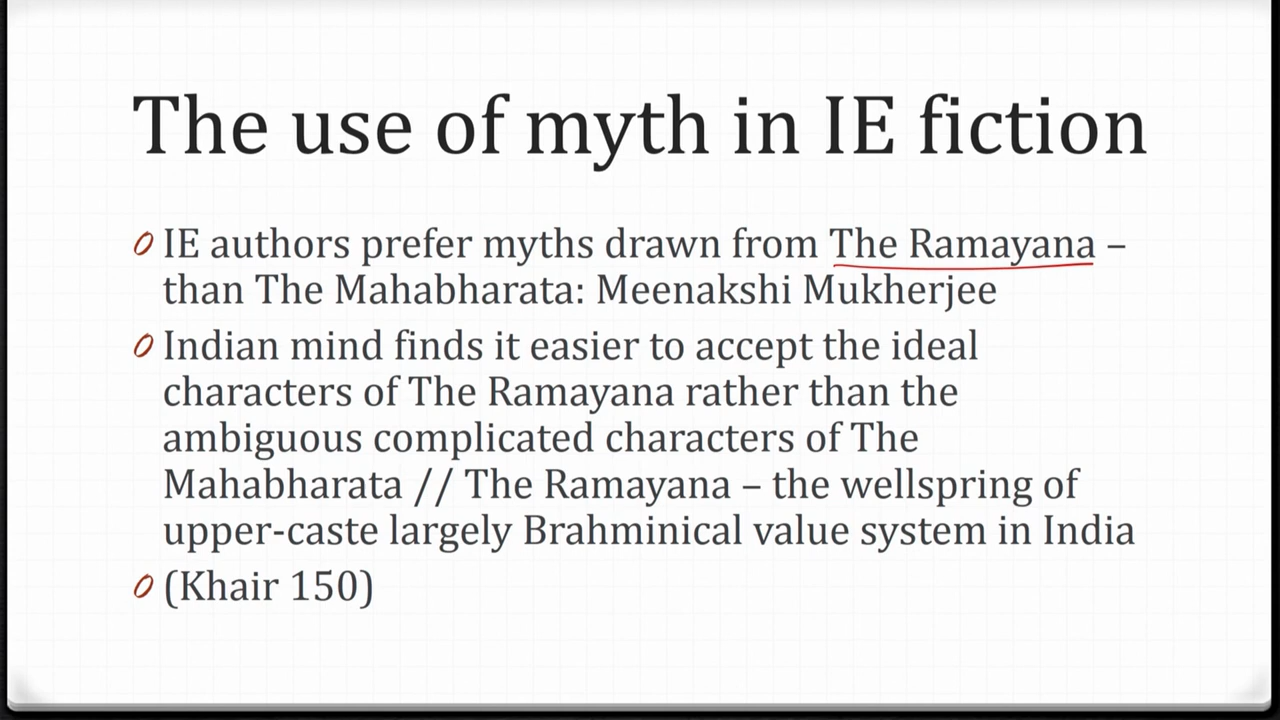 The use of myth in IE fiction
IE authors prefer myths drawn from The Ramayana –
than The Mahabharata: Meenakshi Mukherjee
Indian mind finds it easier to accept the ideal
characters of The Ramayana rather than the
ambiguous complicated characters of The
Mahabharata // The Ramayana – the wellspring of
upper-caste largely Brahminical value system in India
(Khair 150)